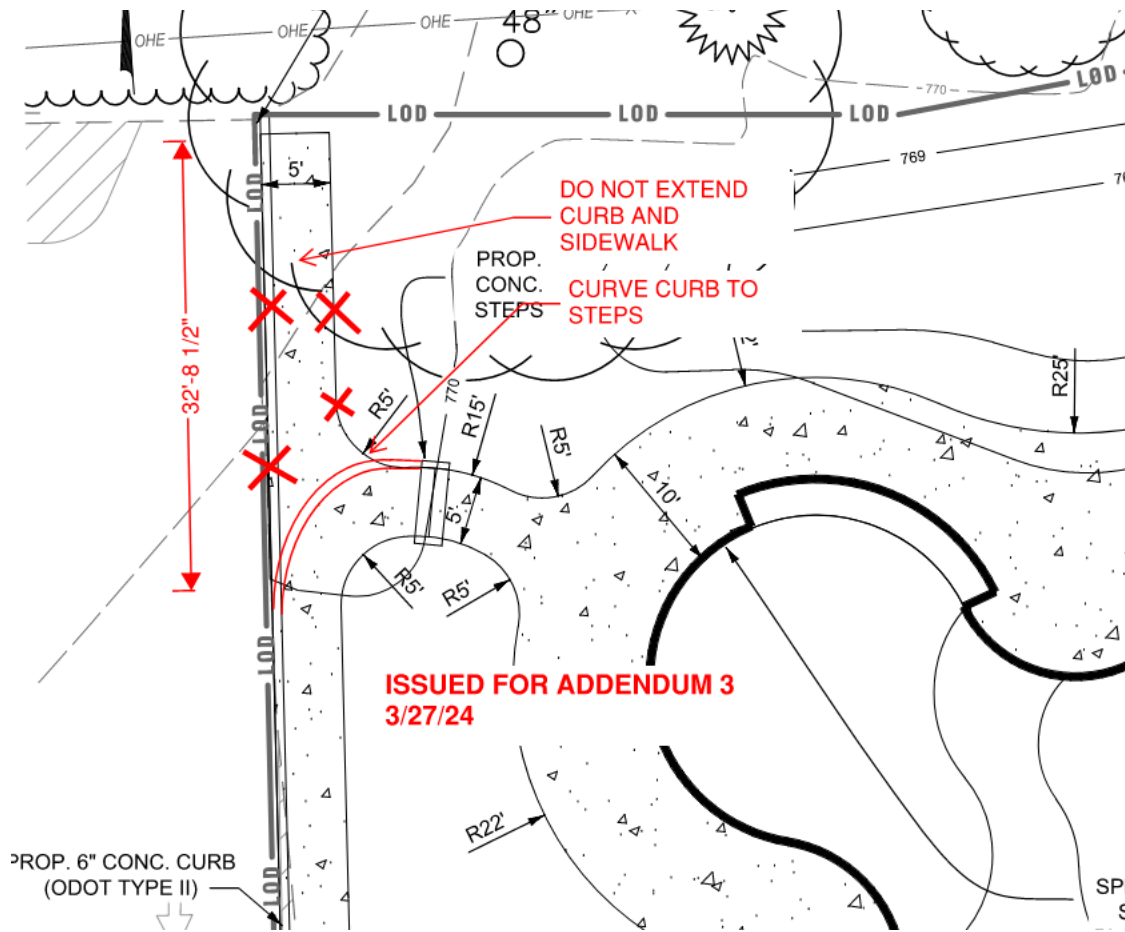 48"
OHE
OHE
OHE
OHE
LOD
LOD
LOD
LOD
770
769
5'
LOD
DO NOT EXTEND
CURB AND
SIDEWALK
PROP.
CONC.
STEPS
CURVE CURB TO
STEPS
32'-8 1/2"
R25'
770
R5'
R15'
R5'
LOD
10'
5'
R5'
R5'
LOD
ISSUED FOR ADDENDUM 3
3/27/24
R22'
PROP. 6" CONC. CURB
(ODOT TYPE II)
LOD